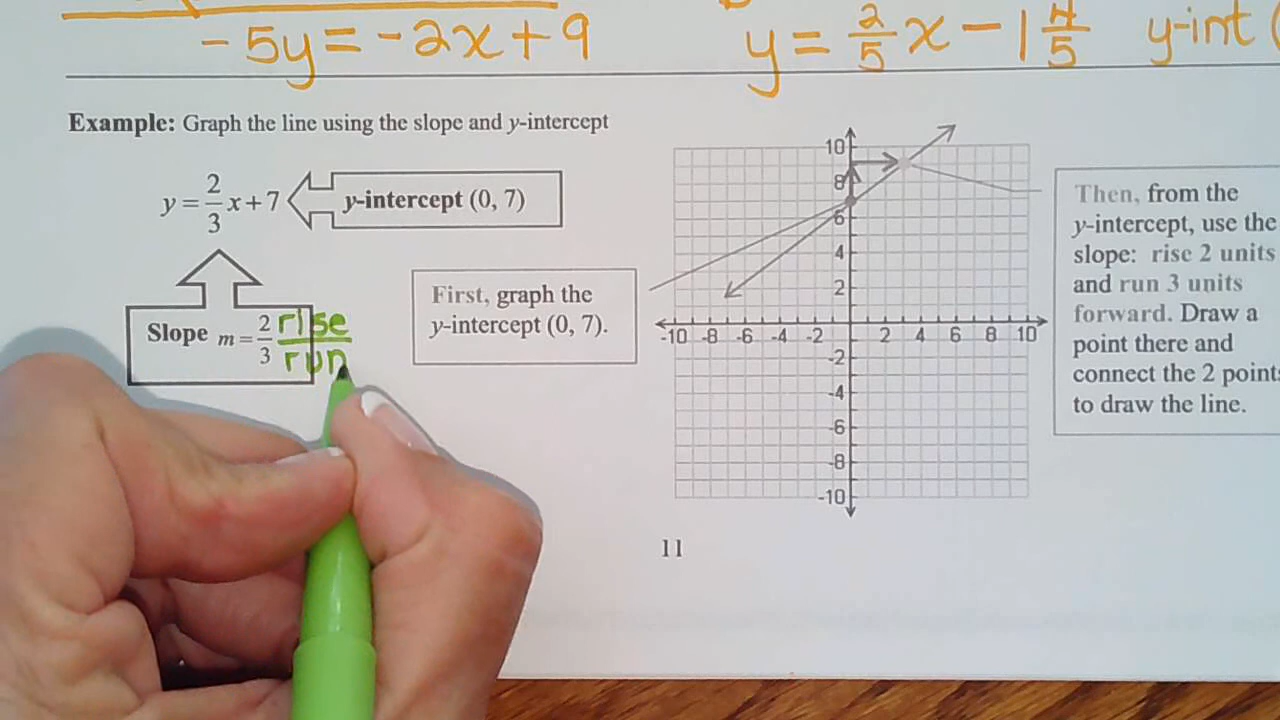 -5y = -2x + 9
y = 2/5 x - 1 4/5 y-int (
Example: Graph the line using the slope and y-intercept
y = 2/3 x + 7
y-intercept (0, 7)
Slope m = 2/3 rise/run
First, graph the
y-intercept (0, 7).
10
8
6
4
2
-10 -8 -6 -4 -2 2 4 6 8 10
-2
-4
-6
-8
-10
Then, from the
y-intercept, use the
slope: rise 2 units
and run 3 units
forward. Draw a
point there and
connect the 2 points
to draw the line.
11